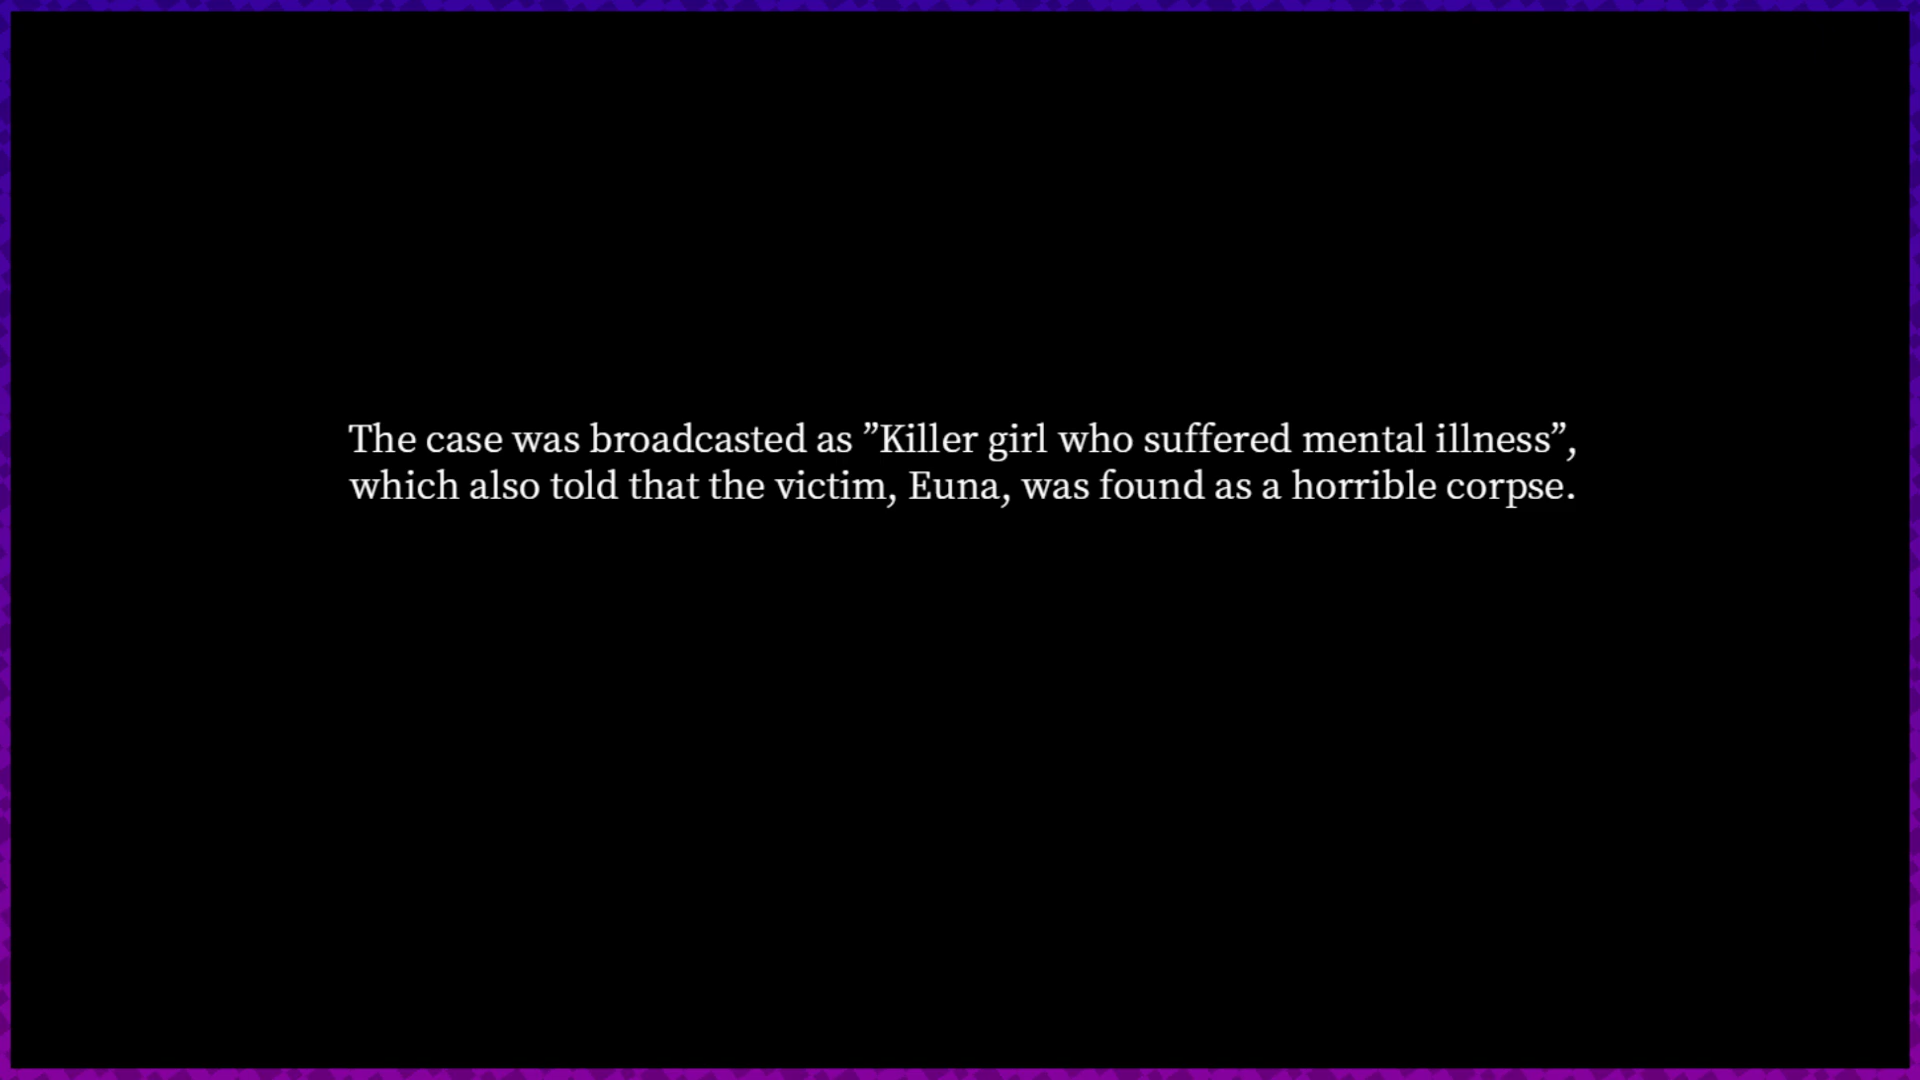 The case was broadcasted as ”Killer girl who suffered mental illness”,
which also told that the victim, Euna, was found as a horrible corpse.